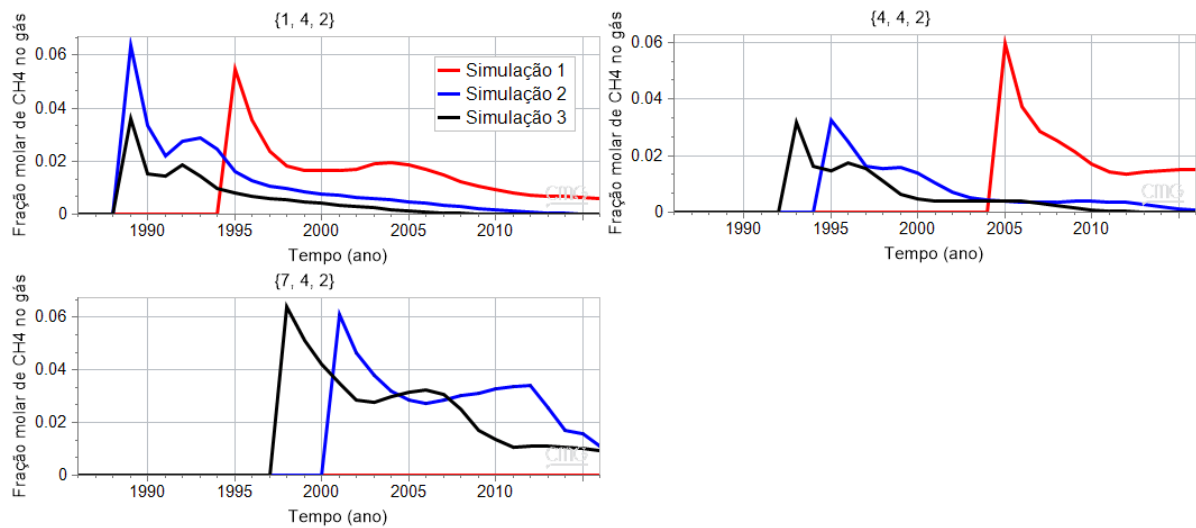 {1, 4, 2}
Fração molar de CH4 no gás
0.06
0.04
0.02
0
Simulação 1
Simulação 2
Simulação 3
CMG
1990 1995 2000 2005 2010
Tempo (ano)
{4, 4, 2}
Fração molar de CH4 no gás
0.06
0.04
0.02
0
CMG
1990 1995 2000 2005 2010
Tempo (ano)
{7, 4, 2}
Fração molar de CH4 no gás
0.06
0.04
0.02
0
CMG
1990 1995 2000 2005 2010
Tempo (ano)